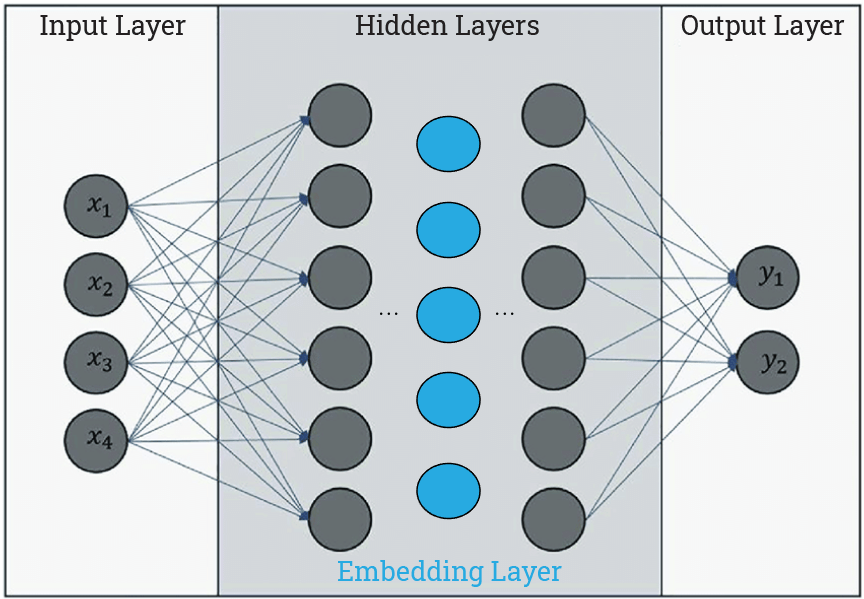 Input Layer
Hidden Layers
Output Layer
x₁
x₂
x₃
x₄
... ...
y₁
y₂
Embedding Layer